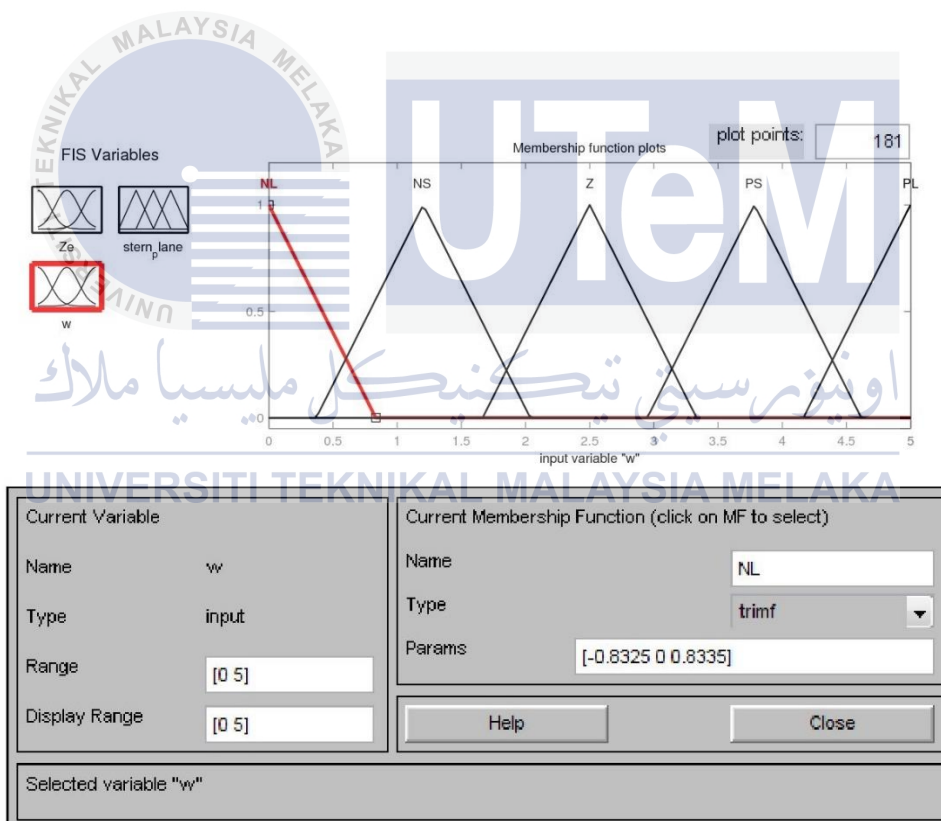 UNIVERSITI TEKNIKAL MALAYSIA MELAKA
UTeM
FIS Variables
Ze
stern_plane
w
Membership function plots
plot points:
181
NL
NS
Z
PS
PL
1
0.5
0
0 0.5 1 1.5 2 2.5 3 3.5 4 4.5 5
input variable "w"
اونيۏرسيتي تيكنيكل مليسيا ملاك
UNIVERSITI TEKNIKAL MALAYSIA MELAKA
Current Variable
Name w
Type input
Range [0 5]
Display Range [0 5]
Current Membership Function (click on MF to select)
Name NL
Type trimf
Params [-0.8325 0 0.8335]
Help
Close
Selected variable "w"